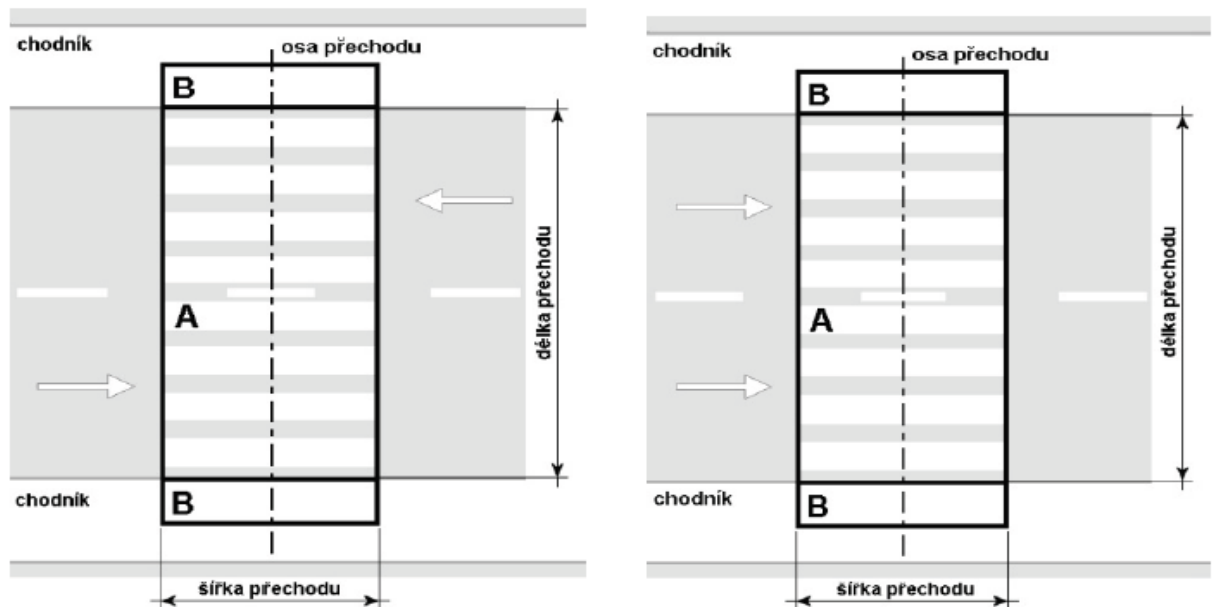 chodník
osa přechodu
B
A
délka přechodu
chodník
B
šířka přechodu
chodník
osa přechodu
B
A
délka přechodu
chodník
B
šířka přechodu